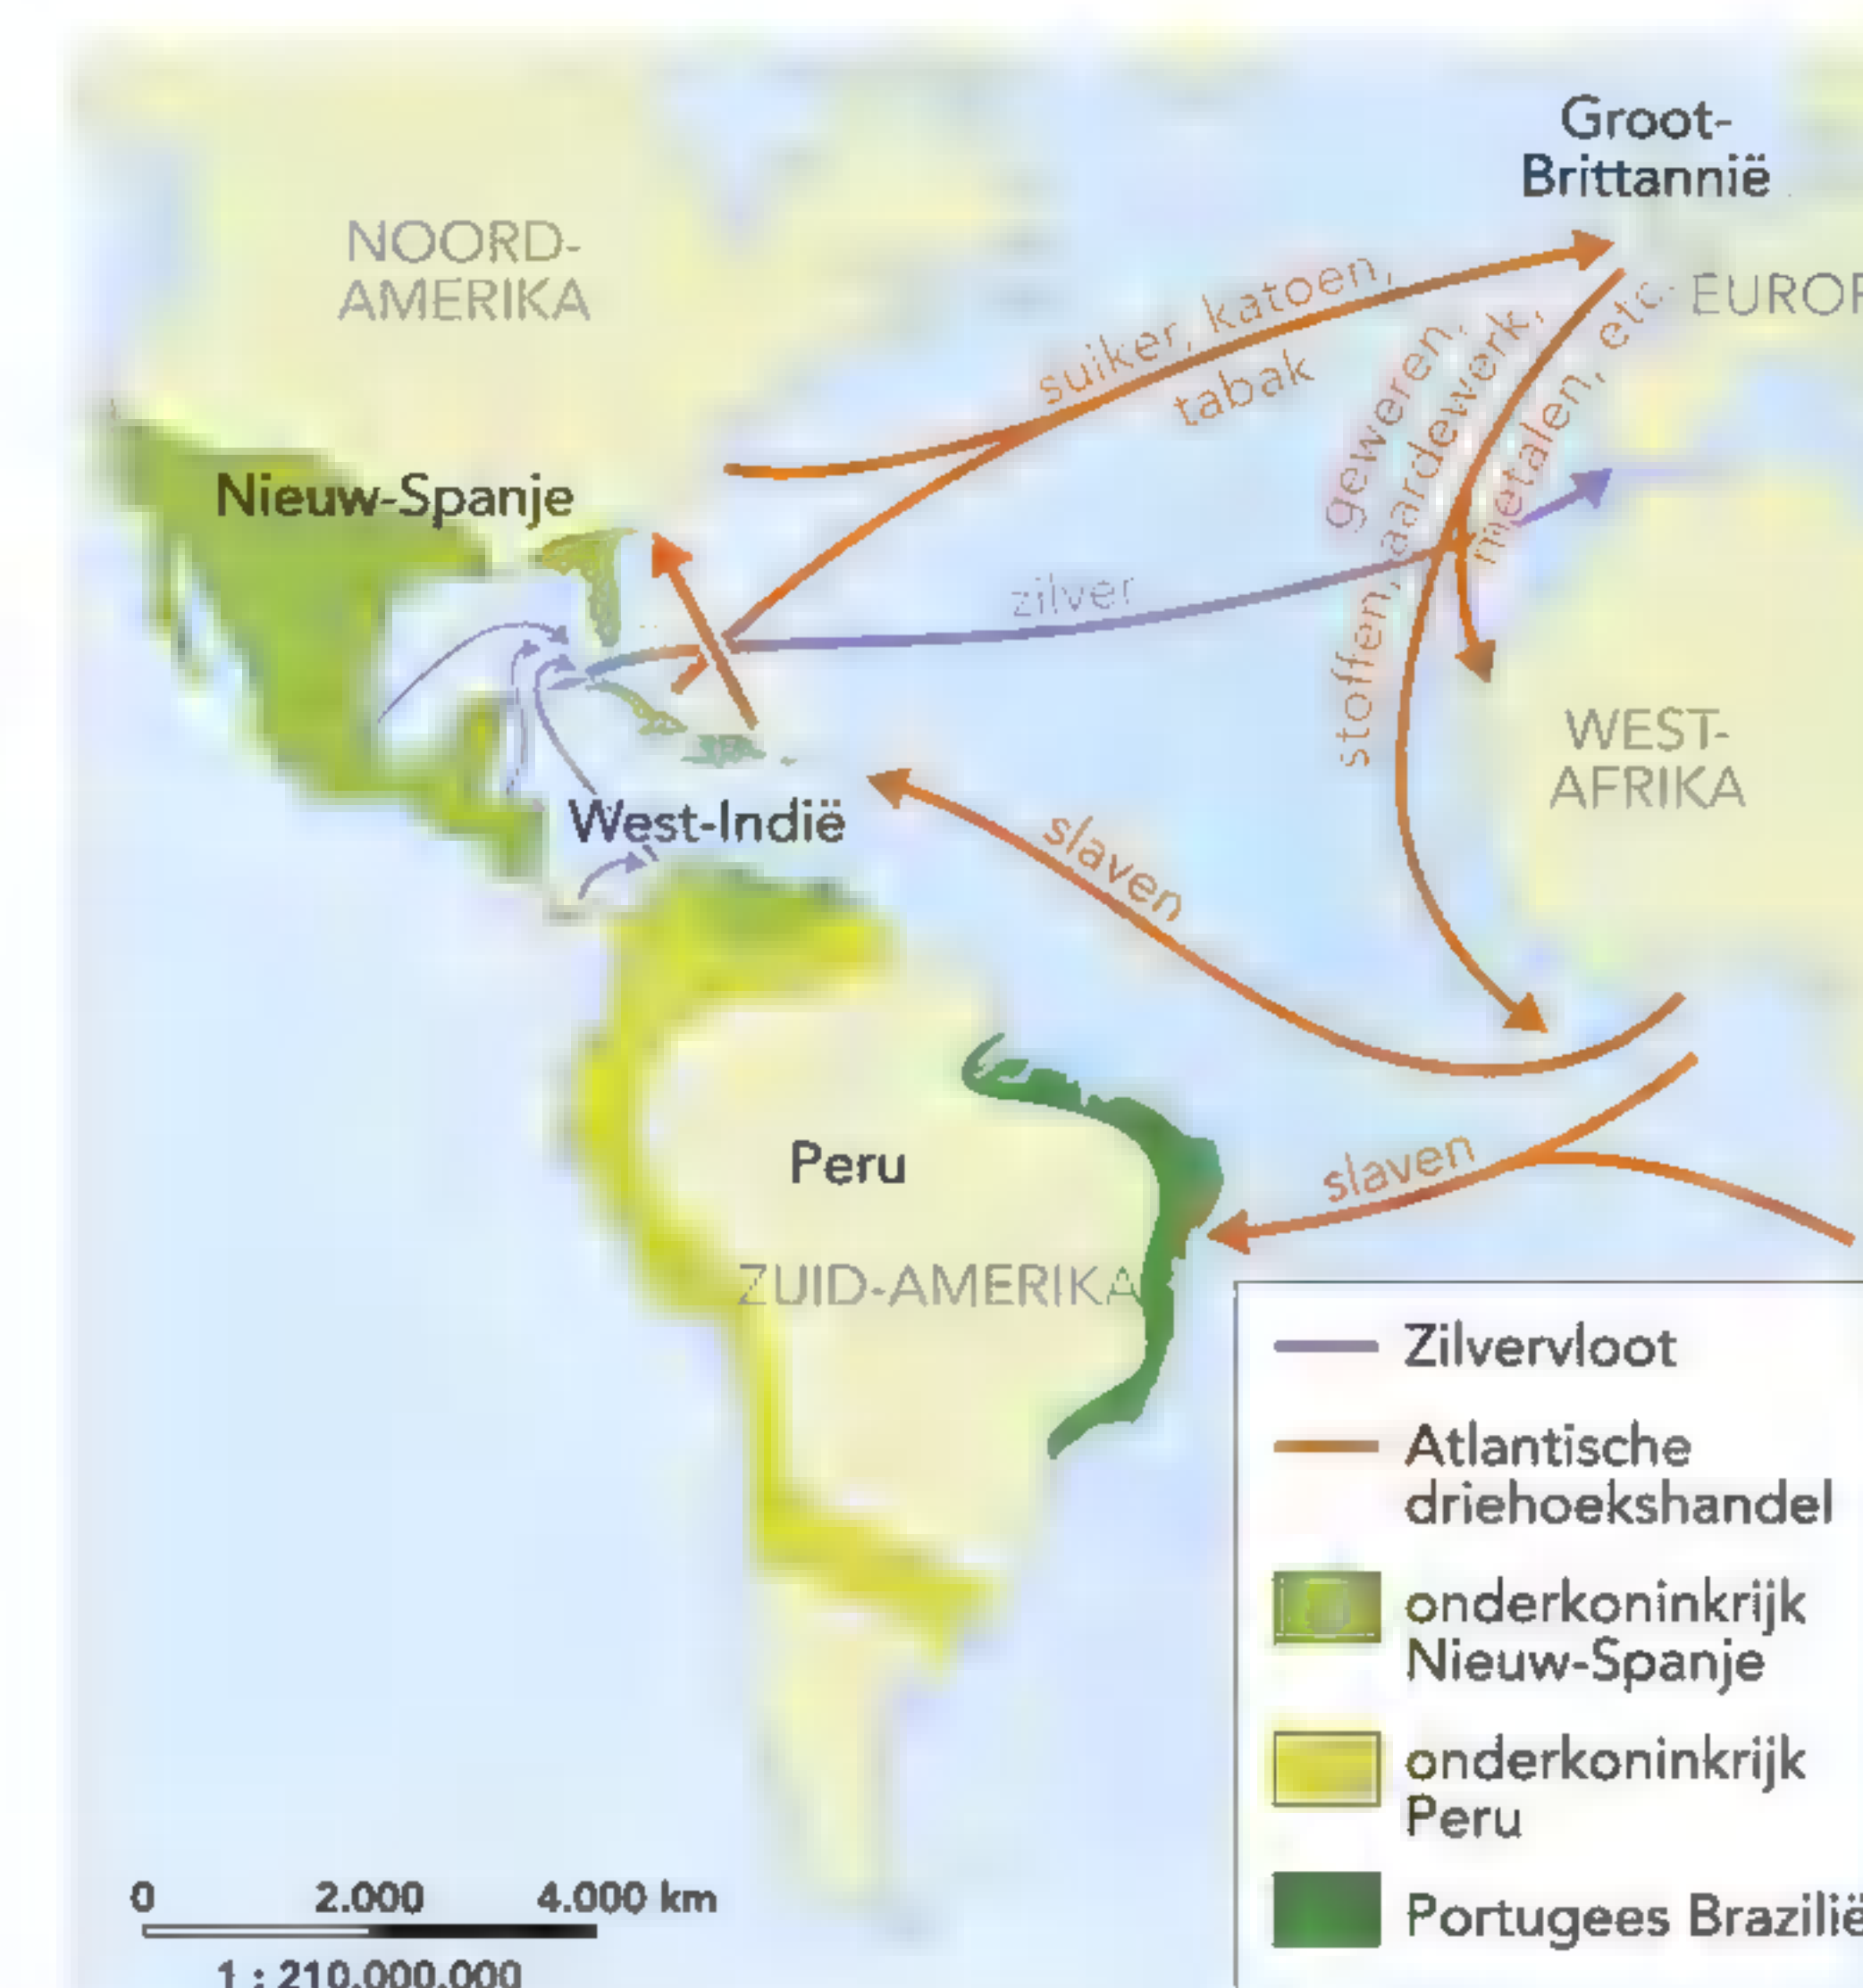 Groot-
Brittannië
NOORD-
AMERIKA
EUROP
suiker, katoen,
tabak
geweren,
stoffen, aardewerk,
metalen, etc.
Nieuw-Spanje
zilver
WEST-
AFRIKA
West-Indië
slaven
Peru
slaven
ZUID-AMERIKA
Zilvervloot
Atlantische
driehoekshandel
onderkoninkrijk
Nieuw-Spanje
onderkoninkrijk
Peru
Portugees Brazilië
0 2.000 4.000 km
1 : 210.000.000